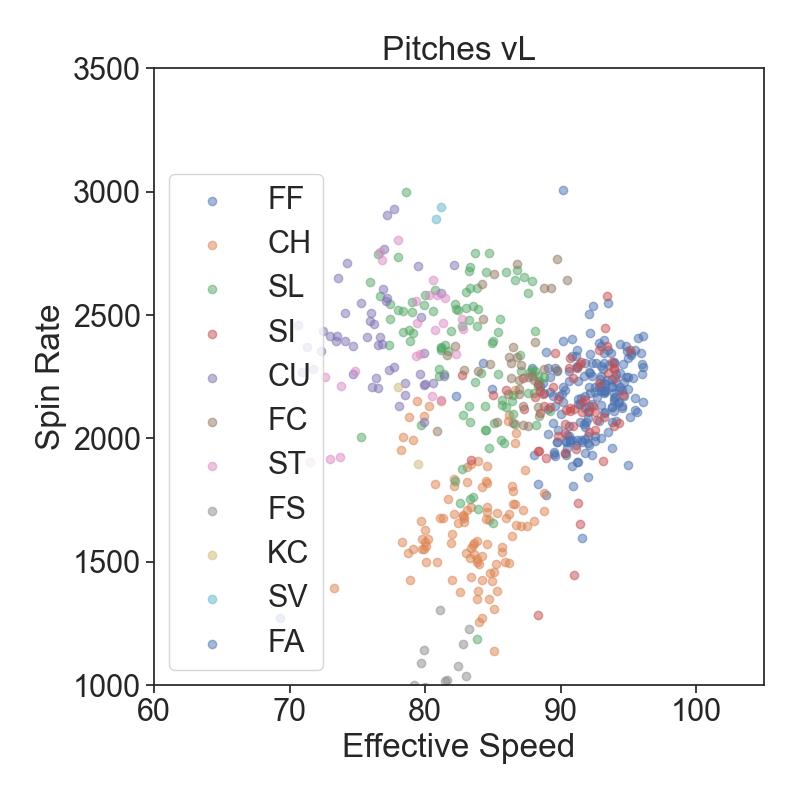 Pitches vL
3500
3000
2500
2000
1500
1000
Spin Rate
FF
CH
SL
SI
CU
FC
ST
FS
KC
SV
FA
60 70 80 90 100
Effective Speed